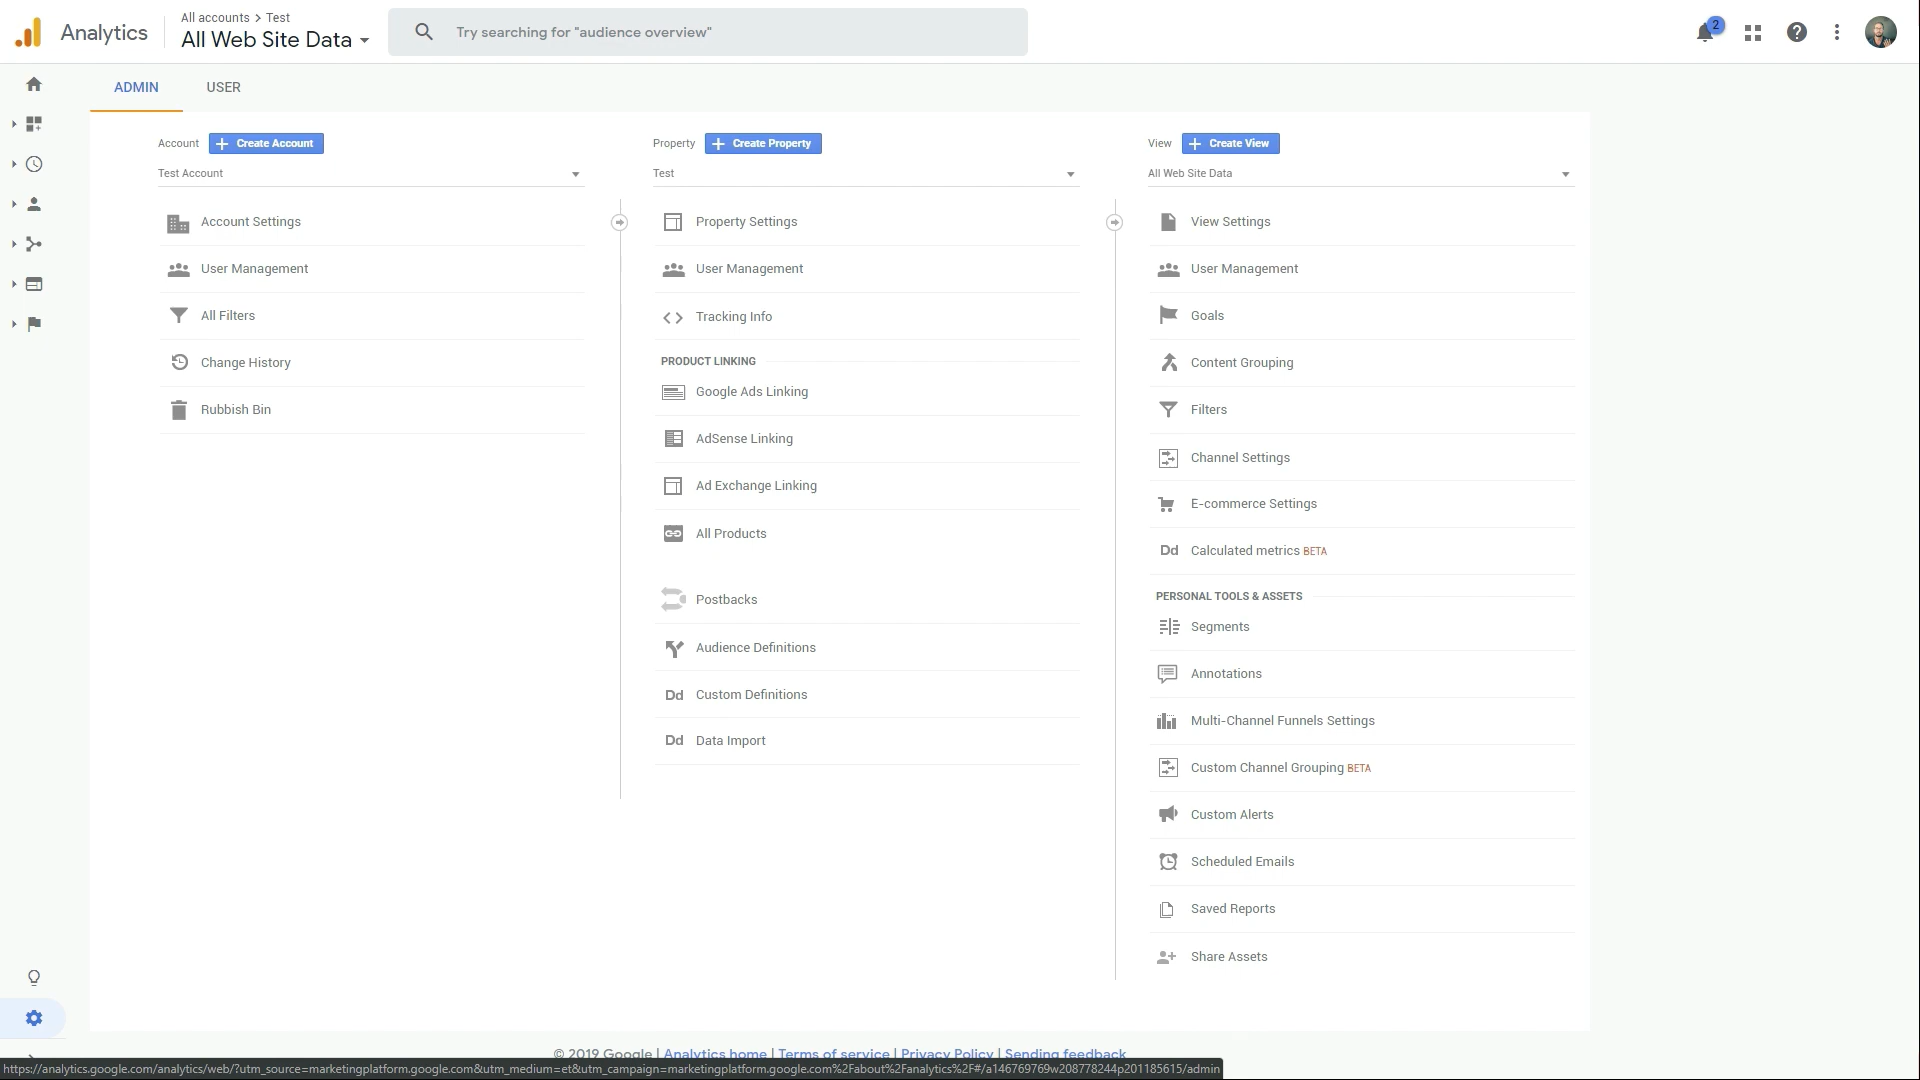 Analytics
All accounts > Test
All Web Site Data
Try searching for "audience overview"
2
ADMIN
USER
Account
Create Account
Test Account
Account Settings
User Management
All Filters
Change History
Rubbish Bin
Property
Create Property
Test
Property Settings
User Management
Tracking Info
PRODUCT LINKING
Google Ads Linking
AdSense Linking
Ad Exchange Linking
All Products
Postbacks
Audience Definitions
Dd Custom Definitions
Dd Data Import
View
Create View
All Web Site Data
View Settings
User Management
Goals
Content Grouping
Filters
Channel Settings
E-commerce Settings
Dd Calculated metrics BETA
PERSONAL TOOLS & ASSETS
Segments
Annotations
Multi-Channel Funnels Settings
Custom Channel Grouping BETA
Custom Alerts
Scheduled Emails
Saved Reports
Share Assets
© 2019 Google | Analytics home | Terms of service | Privacy Policy | Sending feedback
https://analytics.google.com/analytics/web/?utm_source=marketingplatform.google.com&utm_medium=et&utm_campaign=marketingplatform.google.com%2Fabout%2Fanalytics%2F#/a146769769w208778244p201185615/admin